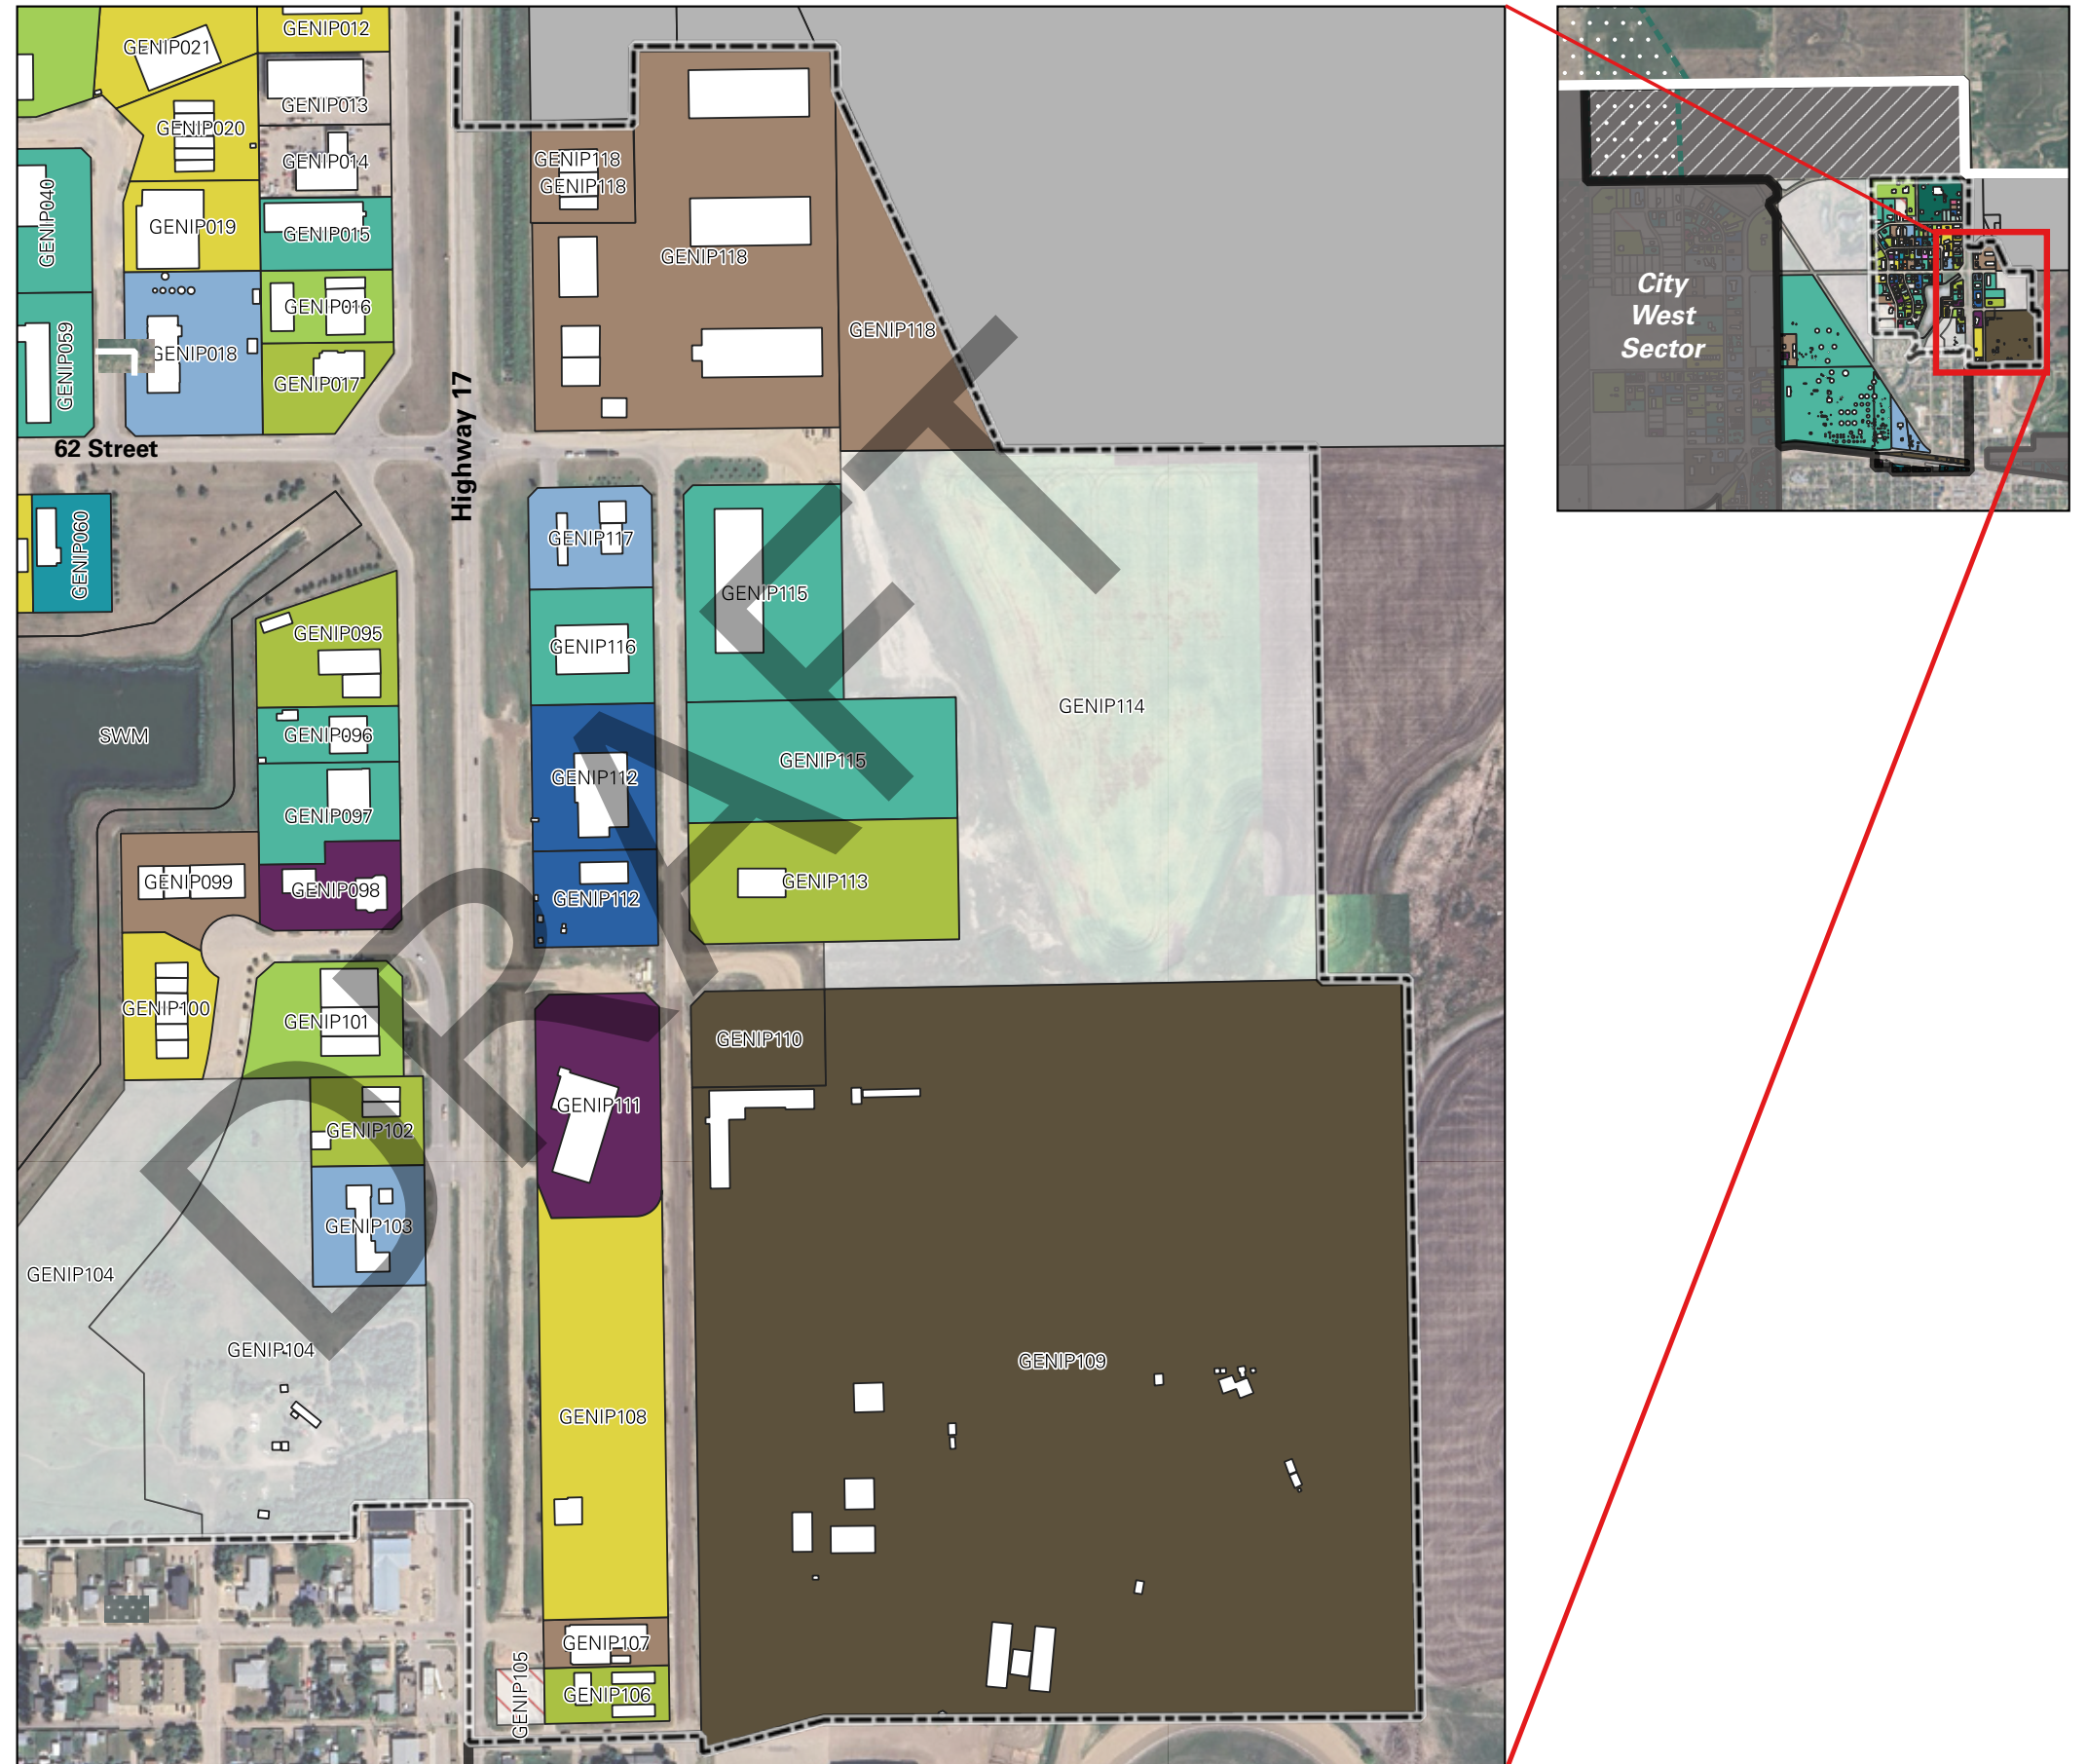 GENIP021
GENIP012
GENIP013
GENIP020
GENIP014
GENIP118
GENIP118
GENIP040
GENIP019
GENIP015
GENIP118
GENIP016
GENIP118
GENIP059
GENIP018
GENIP017
62 Street
Highway 17
GENIP060
GENIP117
GENIP115
GENIP095
GENIP116
GENIP114
SWM
GENIP096
GENIP115
GENIP112
GENIP097
GENIP099
GENIP098
GENIP113
GENIP112
GENIP100
GENIP101
GENIP110
GENIP111
GENIP102
GENIP103
GENIP104
GENIP104
GENIP109
GENIP108
GENIP107
GENIP105
GENIP106
DRAFT
City
West
Sector